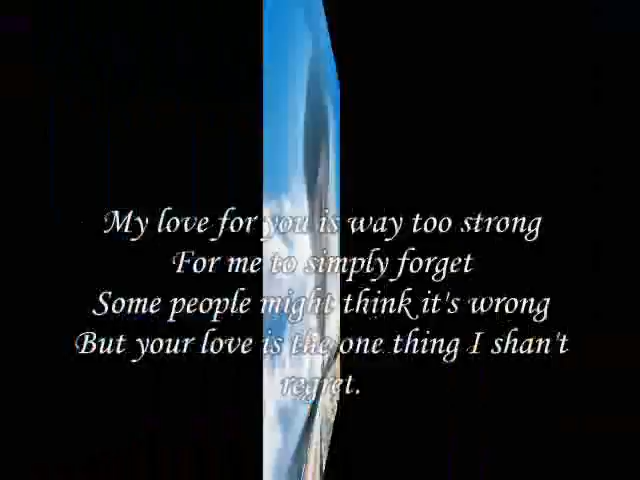 My love for you is way too strong
For me to simply forget
Some people might think it's wrong
But your love is the one thing I shan't
regret.